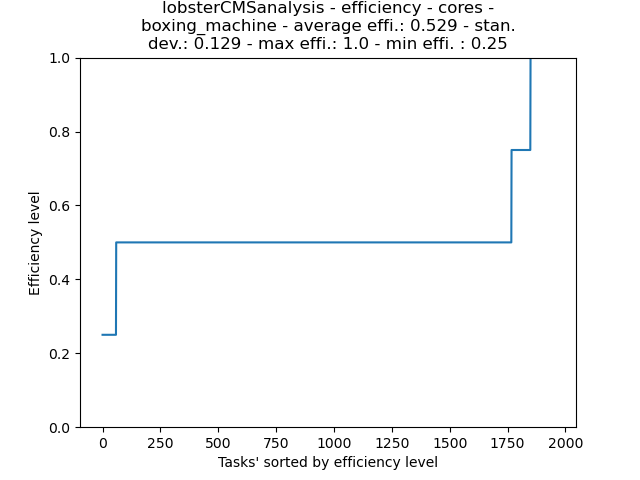 lobsterCMSanalysis - efficiency - cores -
boxing_machine - average effi.: 0.529 - stan.
dev.: 0.129 - max effi.: 1.0 - min effi. : 0.25
1.0
0.8
0.6
0.4
0.2
0.0
Efficiency level
0 250 500 750 1000 1250 1500 1750 2000
Tasks' sorted by efficiency level